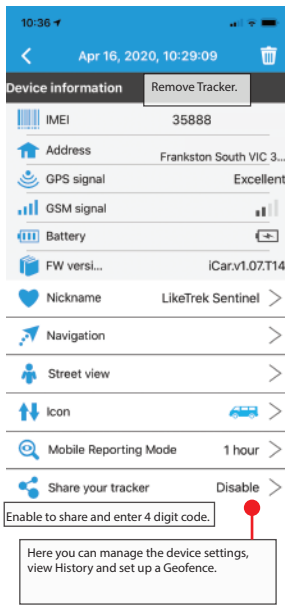 10:36
Apr 16, 2020, 10:29:09
Device information
Remove Tracker.
IMEI 35888
Address Frankston South VIC 3...
GPS signal Excellent
GSM signal
Battery
FW versi... iCar.v1.07.T14
Nickname LikeTrek Sentinel
Navigation
Street view
Icon
Mobile Reporting Mode 1 hour
Share your tracker Disable
Enable to share and enter 4 digit code.
Here you can manage the device settings,
view History and set up a Geofence.